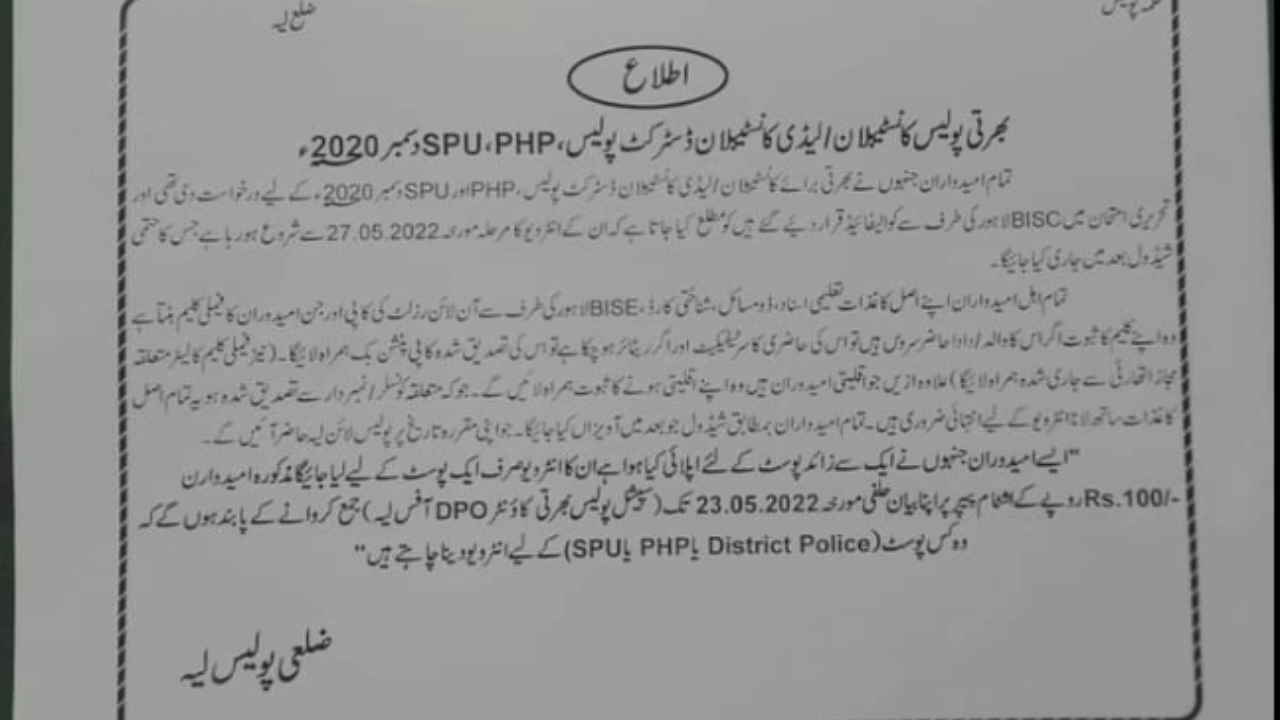 محکمہ پولیس ضلع لیہ
اطلاع
بھرتی پولیس کانسٹیبلان/لیڈی کانسٹیبلان ڈسٹرکٹ پولیس، SPU،PHP دسمبر 2020ء
تمام امیدواران جنہوں نے بھرتی برائے کانسٹیبلان/لیڈی کانسٹیبلان ڈسٹرکٹ پولیس، PHP اور SPU دسمبر 2020ء کے لیے درخواست دی تھی اور
تحریری امتحان میں BISC لاہور کی طرف سے کوالیفائیڈ قرار دیئے گئے ہیں کو مطلع کیا جاتا ہے کہ ان کے انٹرویو کا مرحلہ مورخہ 27.05.2022 سے شروع ہو رہا ہے جس کا حتمی
شیڈول بعد میں جاری کیا جائیگا۔
تمام اہل امیدواران اپنے اصل کاغذات تعلیمی اسناد، ڈومسائل، شناختی کارڈ، BISE لاہور کی طرف سے آن لائن رزلٹ کی کاپی اور جن امیدوران کا فیملی کلیم بنتا ہے
وہ اپنے کلیم کا ثبوت اگر اس کا والد/دادا حاضر سروس ہیں تو اس کی حاضری کا سرٹیفکیٹ اور اگر ریٹائر ہو چکا ہے تو اس کی تصدیق شدہ کاپی پنشن بک ہمراہ لائیگا۔ (نیز فیملی کلیم کا لیٹر متعلقہ
مجاز اتھارٹی سے جاری شدہ ہمراہ لائیگا) علاوہ ازیں جو اقلیتی امیدوران ہیں وہ اپنے اقلیتی ہونے کا ثبوت ہمراہ لائیں گے۔ جو کہ متعلقہ کونسلر/نمبردار سے تصدیق شدہ ہو یہ تمام اصل
کاغذات ساتھ لانا انٹرویو کے لیے انتہائی ضروری ہیں۔ تمام امیدواران بمطابق شیڈول جو بعد میں آویزاں کیا جائیگا۔ جو اپنی مقررہ تاریخ پر پولیس لائن لیہ حاضر آئیں گے۔
"ایسے امیدوران جنہوں نے ایک سے زائد پوسٹ کے لئے اپلائی کیا ہوا ہے ان کا انٹرویو صرف ایک پوسٹ کے لیے لیا جائیگا مذکورہ امیدوارن
Rs.100/- روپے کے اشٹام پیپر پر اپنا بیان حلفی مورخہ 23.05.2022 تک (سپیشل پولیس بھرتی کاؤنٹر DPO آفس لیہ) جمع کروانے کے پابند ہوں گے کہ
وہ کس پوسٹ (District Police یا PHP یا SPU) کے لیے انٹرویو دینا چاہتے ہیں"
ضلعی پولیس لیہ